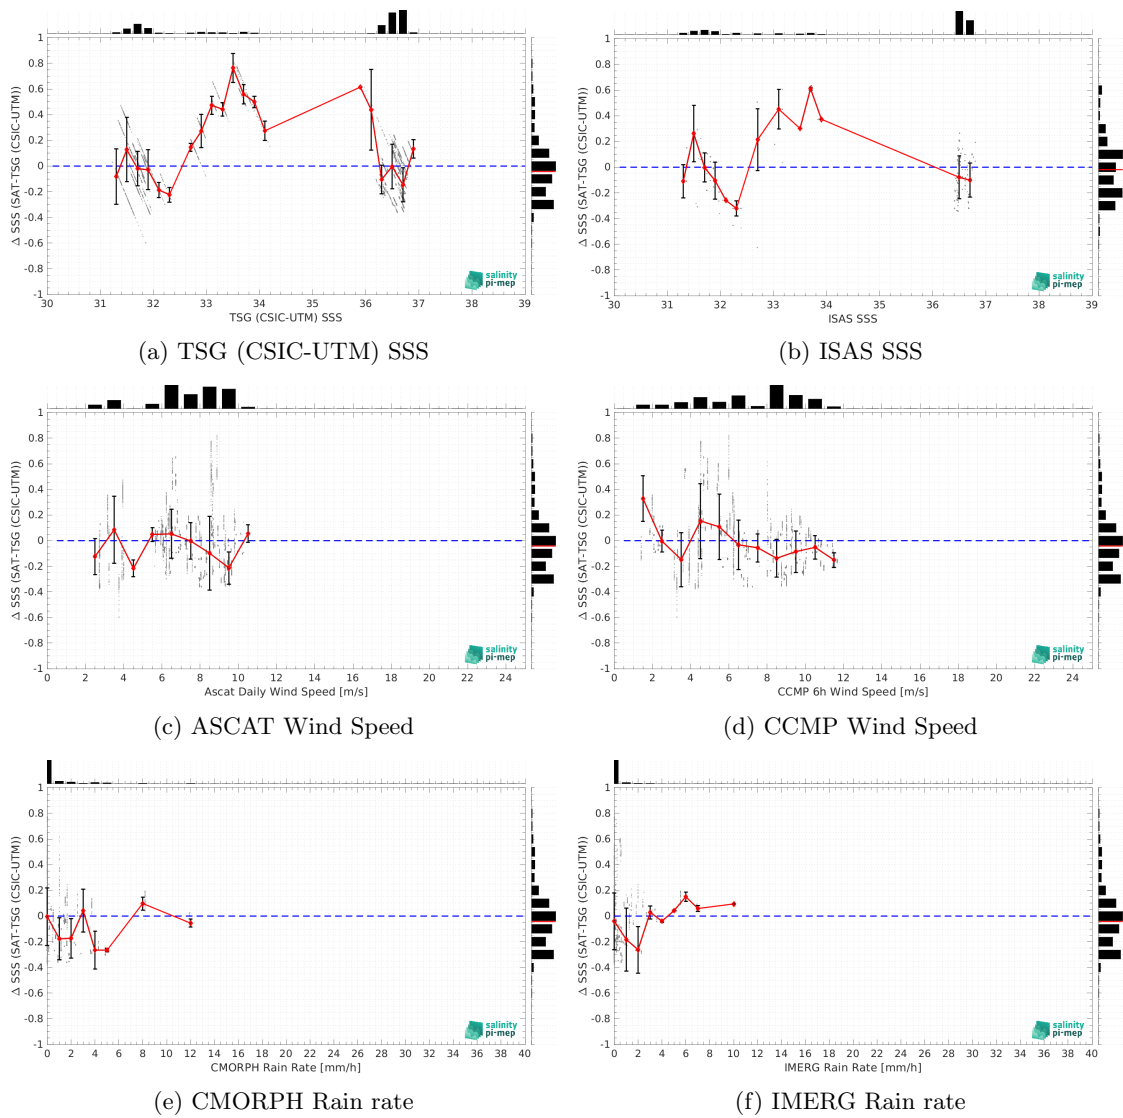 1
0.8
0.6
0.4
0.2
0
-0.2
-0.4
-0.6
-0.8
-1
Δ SSS (SAT-TSG (CSIC-UTM))
30 31 32 33 34 35 36 37 38 39
TSG (CSIC-UTM) SSS
salinity
pi-mep
(a) TSG (CSIC-UTM) SSS
1
0.8
0.6
0.4
0.2
0
-0.2
-0.4
-0.6
-0.8
-1
Δ SSS (SAT-TSG (CSIC-UTM))
30 31 32 33 34 35 36 37 38 39
ISAS SSS
salinity
pi-mep
(b) ISAS SSS
1
0.8
0.6
0.4
0.2
0
-0.2
-0.4
-0.6
-0.8
-1
Δ SSS (SAT-TSG (CSIC-UTM))
0 2 4 6 8 10 12 14 16 18 20 22 24
Ascat Daily Wind Speed [m/s]
salinity
pi-mep
(c) ASCAT Wind Speed
1
0.8
0.6
0.4
0.2
0
-0.2
-0.4
-0.6
-0.8
-1
Δ SSS (SAT-TSG (CSIC-UTM))
0 2 4 6 8 10 12 14 16 18 20 22 24
CCMP 6h Wind Speed [m/s]
salinity
pi-mep
(d) CCMP Wind Speed
1
0.8
0.6
0.4
0.2
0
-0.2
-0.4
-0.6
-0.8
-1
Δ SSS (SAT-TSG (CSIC-UTM))
0 2 4 6 8 10 12 14 16 18 20 22 24 26 28 30 32 34 36 38 40
CMORPH Rain Rate [mm/h]
salinity
pi-mep
(e) CMORPH Rain rate
1
0.8
0.6
0.4
0.2
0
-0.2
-0.4
-0.6
-0.8
-1
Δ SSS (SAT-TSG (CSIC-UTM))
0 2 4 6 8 10 12 14 16 18 20 22 24 26 28 30 32 34 36 38 40
IMERG Rain Rate [mm/h]
salinity
pi-mep
(f) IMERG Rain rate